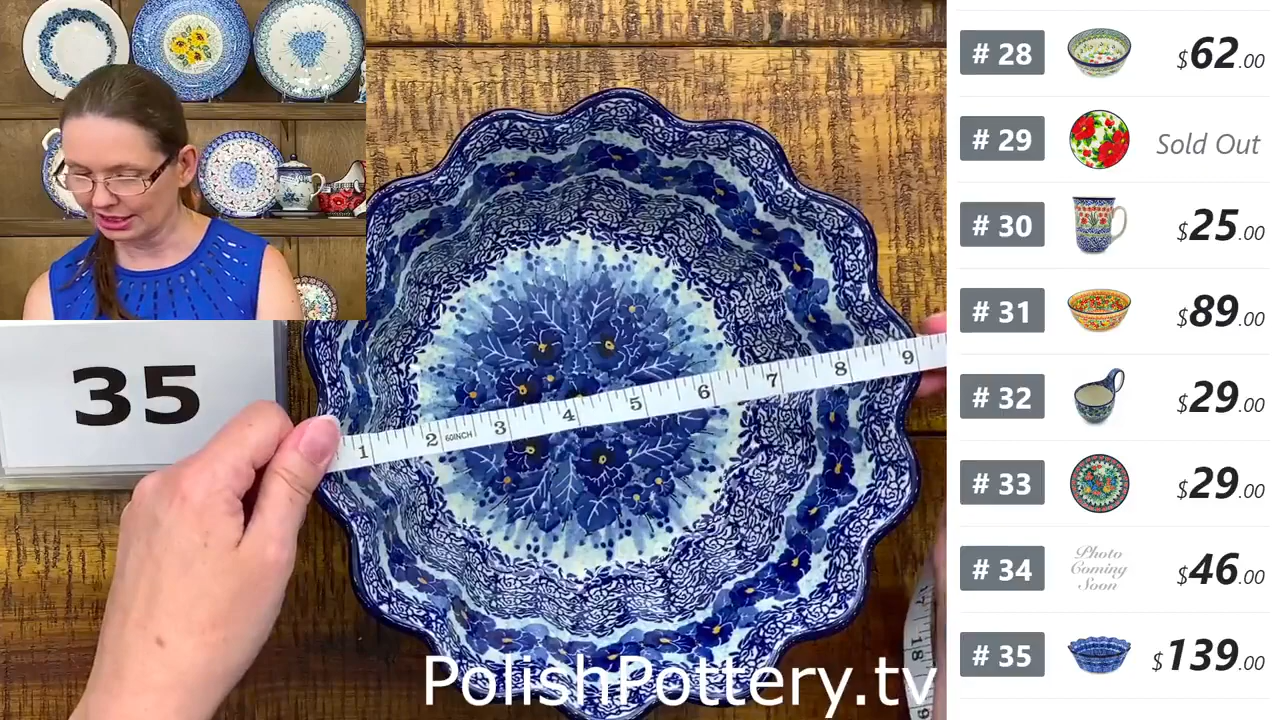 35
1 2 60INCH 3 4 5 6 7 8 9
17
18
PolishPottery.tv
# 28 $62.00
# 29 Sold Out
# 30 $25.00
# 31 $89.00
# 32 $29.00
# 33 $29.00
# 34 Photo Coming Soon $46.00
# 35 $139.00